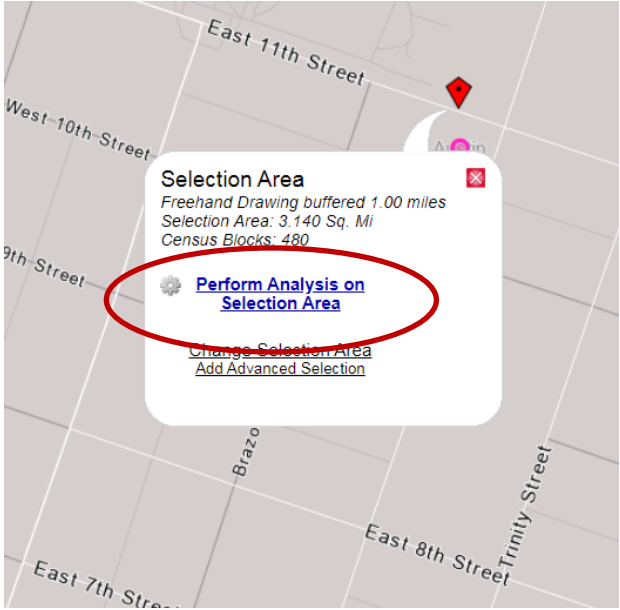 East 11th Street
West 10th Street
Austin
Selection Area
Freehand Drawing buffered 1.00 miles
Selection Area: 3.140 Sq. Mi
Census Blocks: 480
9th Street
Perform Analysis on
Selection Area
Change Selection Area
Add Advanced Selection
Brazo
Trinity Street
East 8th Street
East 7th Stre